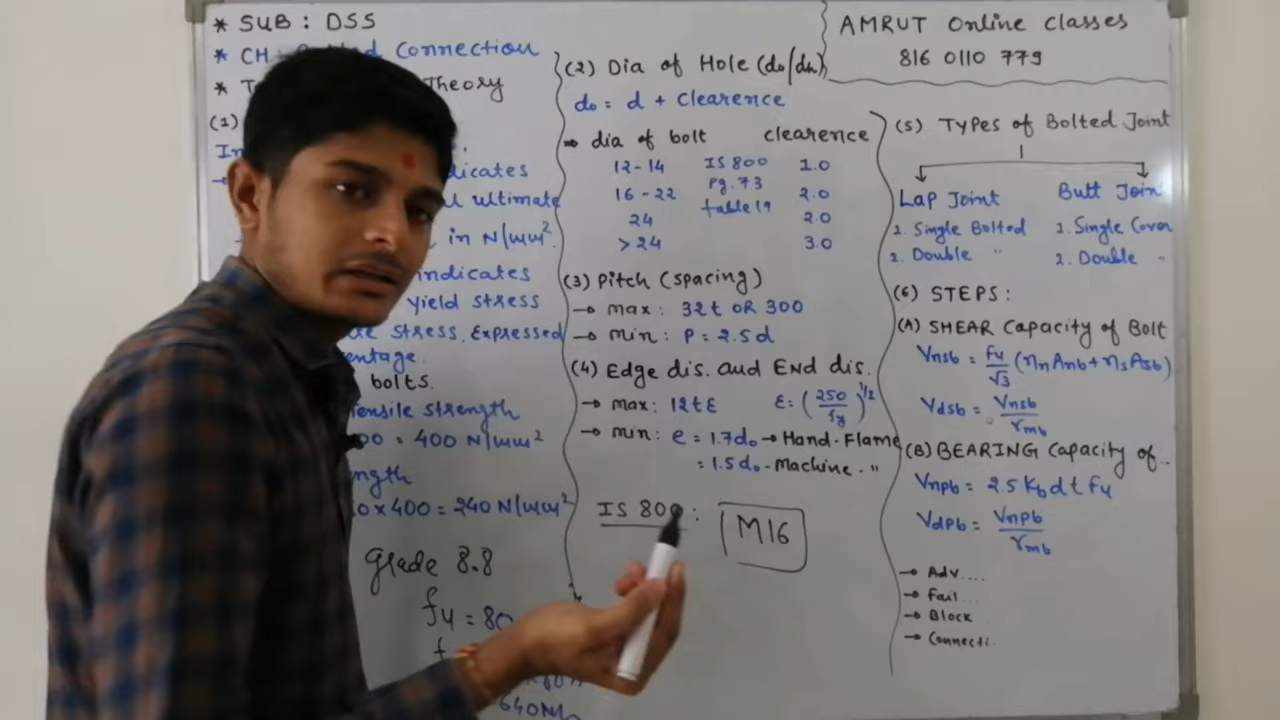 * SUB : DSS
* CH Connection
* Theory
(1)
In
dicates
ultimate
in N/mm²
indicates
yield stress
stress Expressed
entage.
bolts.
Tensile strength
00 = 400 N/mm²
ngth
0x400 = 240 N/mm²
grade 8.8
fu = 80
640N
(2) Dia of Hole (do/dh)
do = d + Clearence
⇒ dia of bolt clearence
12-14 IS 800 1.0
16-22 Pg.73 2.0
24 table 19 2.0
>24 3.0
(3) Pitch (spacing)
→ max: 32t OR 300
→ min: P = 2.5d
(4) Edge dis. and End dis.
→ max: 12tε ε = (250/fy)^1/2
→ min: e = 1.7do → Hand-Flame
= 1.5do - Machine. "
IS 800 : M16
AMRUT Online Classes
816 0110 779
(5) Types of Bolted Joint
Lap Joint Butt Join
1. Single Bolted 1. Single Cover
2. Double " 2. Double "
(6) STEPS:
(A) SHEAR Capacity of Bolt
Vnsb = fu/√3 (nn Anb + ns Asb)
Vdsb = Vnsb/γmb
(B) BEARING Capacity of..
Vnpb = 2.5 Kb d t fu
Vdpb = Vnpb/γmb
→ Adv....
→ Fail...
→ Block
→ Connecti.